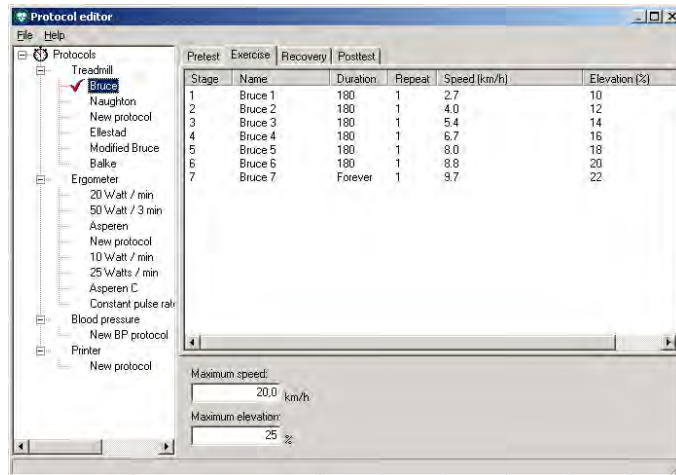 Protocol editor
File Help
Protocols
Treadmill
Bruce
Naughton
New protocol
Ellestad
Modified Bruce
Balke
Ergometer
20 Watt / min
50 Watt / 3 min
Asperen
New protocol
10 Watt / min
25 Watts / min
Asperen C
Constant pulse rate
Blood pressure
New BP protocol
Printer
New protocol
Pretest Exercise Recovery Posttest
Stage Name Duration Repeat Speed (km/h) Elevation (%)
1 Bruce 1 180 1 2.7 10
2 Bruce 2 180 1 4.0 12
3 Bruce 3 180 1 5.4 14
4 Bruce 4 180 1 6.7 16
5 Bruce 5 180 1 8.0 18
6 Bruce 6 180 1 8.8 20
7 Bruce 7 Forever 1 9.7 22
Maximum speed:
20,0 km/h
Maximum elevation:
25 %